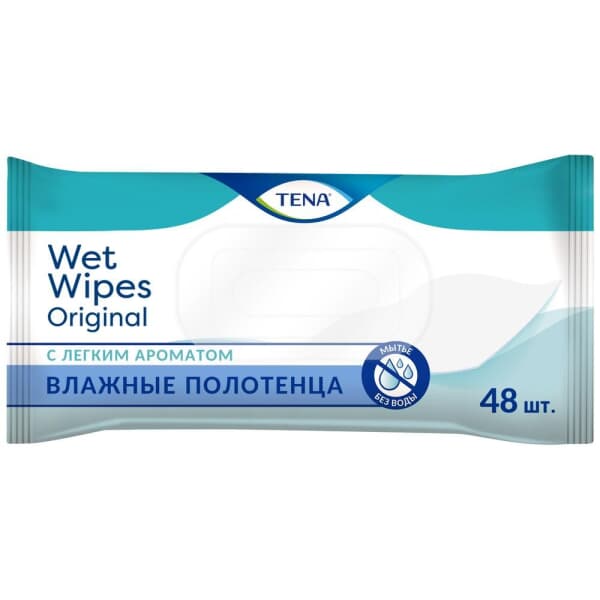 TENA
Wet
Wipes
Original
С ЛЕГКИМ АРОМАТОМ
ВЛАЖНЫЕ ПОЛОТЕНЦА
МЫТЬЕ
БЕЗ ВОДЫ
48 шт.